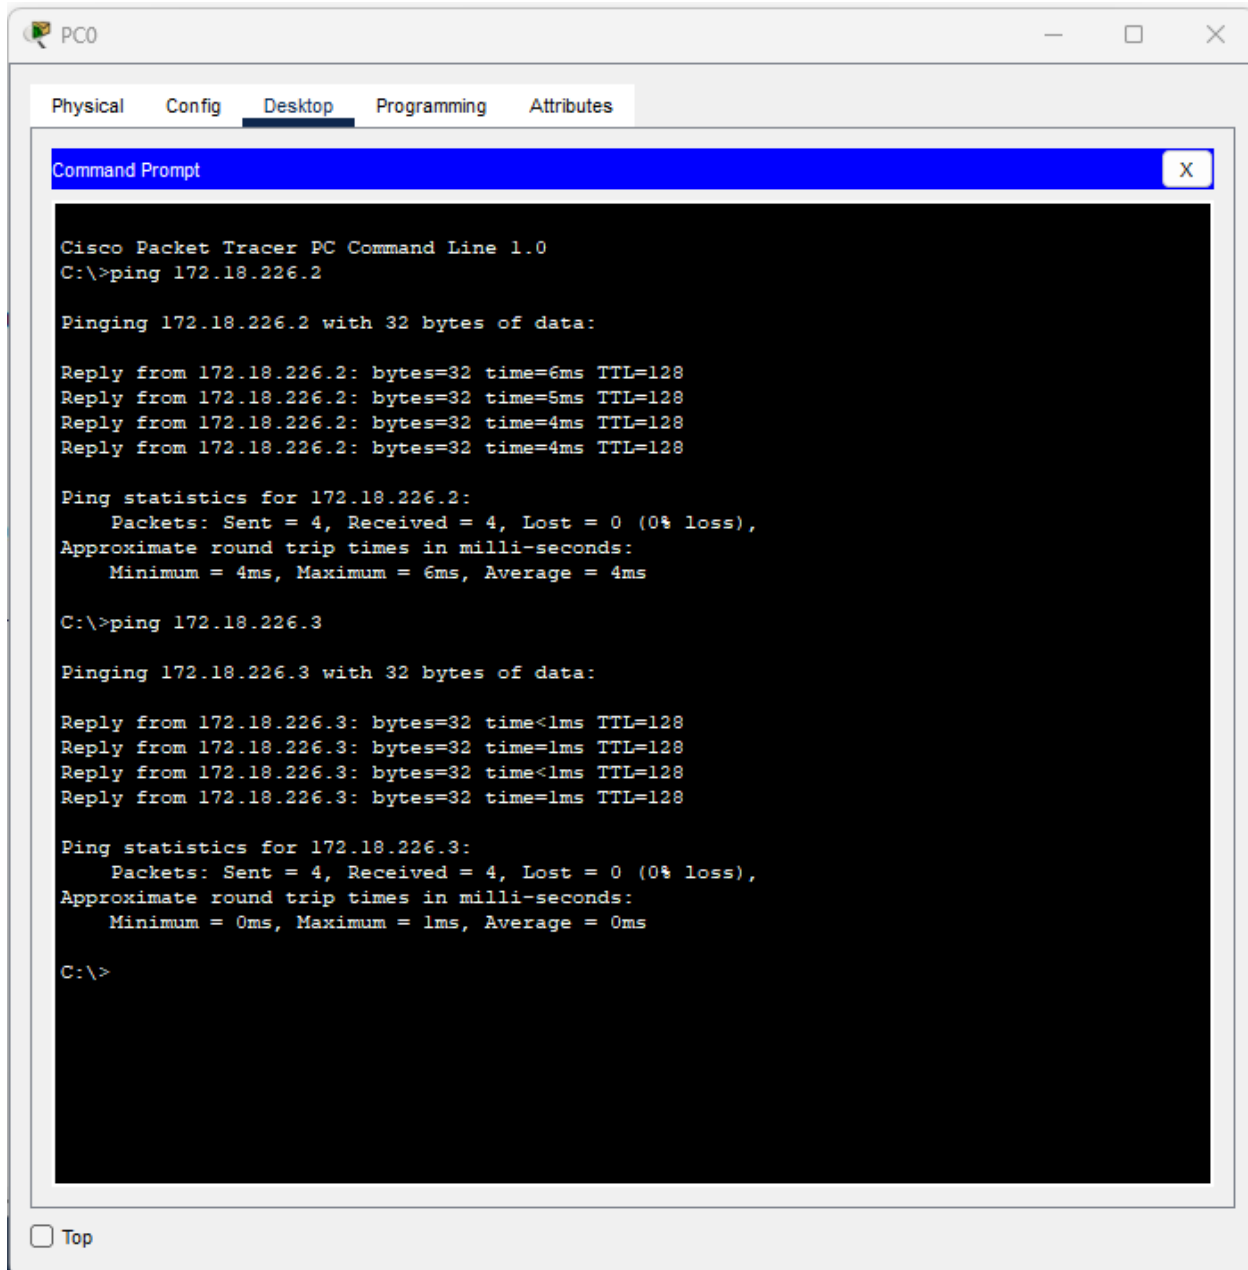 PC0
Physical Config Desktop Programming Attributes
Command Prompt
X
Cisco Packet Tracer PC Command Line 1.0
C:\>ping 172.18.226.2
Pinging 172.18.226.2 with 32 bytes of data:
Reply from 172.18.226.2: bytes=32 time=6ms TTL=128
Reply from 172.18.226.2: bytes=32 time=5ms TTL=128
Reply from 172.18.226.2: bytes=32 time=4ms TTL=128
Reply from 172.18.226.2: bytes=32 time=4ms TTL=128
Ping statistics for 172.18.226.2:
Packets: Sent = 4, Received = 4, Lost = 0 (0% loss),
Approximate round trip times in milli-seconds:
Minimum = 4ms, Maximum = 6ms, Average = 4ms
C:\>ping 172.18.226.3
Pinging 172.18.226.3 with 32 bytes of data:
Reply from 172.18.226.3: bytes=32 time<1ms TTL=128
Reply from 172.18.226.3: bytes=32 time=1ms TTL=128
Reply from 172.18.226.3: bytes=32 time<1ms TTL=128
Reply from 172.18.226.3: bytes=32 time=1ms TTL=128
Ping statistics for 172.18.226.3:
Packets: Sent = 4, Received = 4, Lost = 0 (0% loss),
Approximate round trip times in milli-seconds:
Minimum = 0ms, Maximum = 1ms, Average = 0ms
C:\>
Top